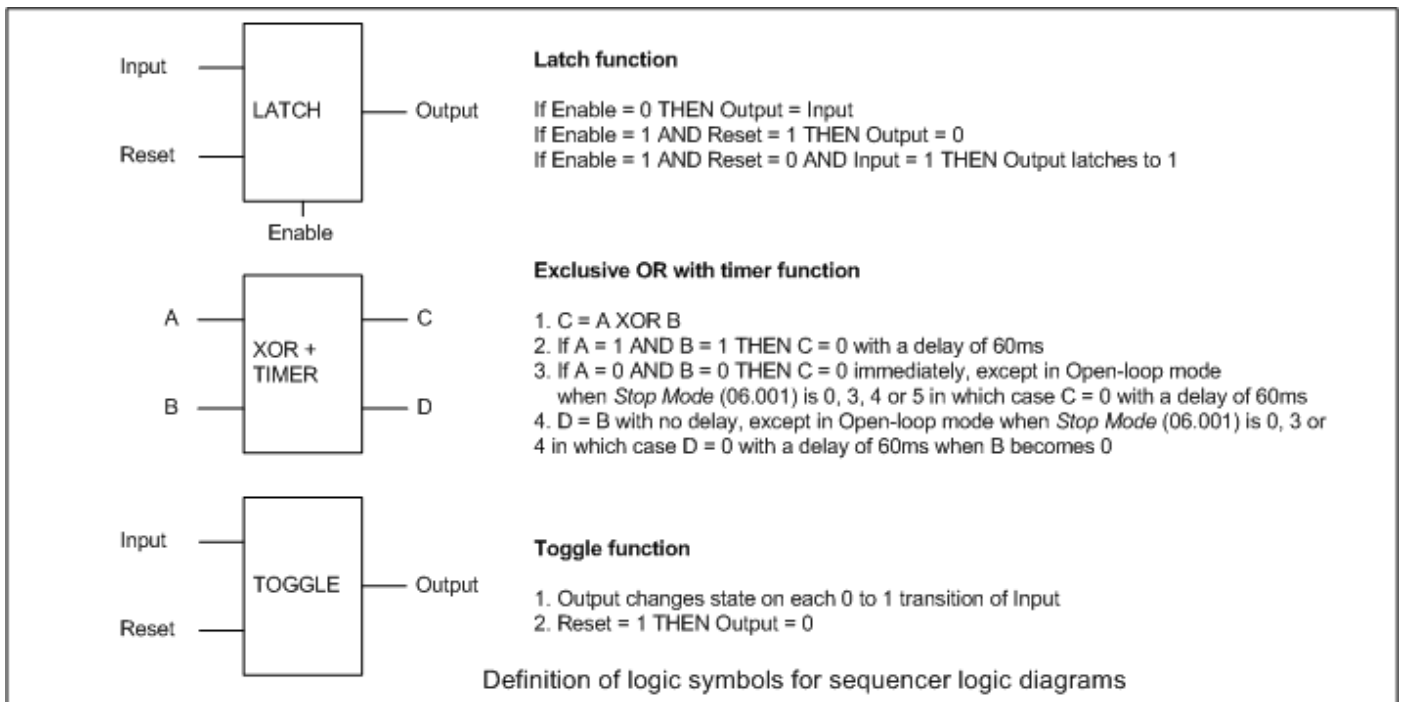 Input
LATCH
Output
Reset
Enable
Latch function
If Enable = 0 THEN Output = Input
If Enable = 1 AND Reset = 1 THEN Output = 0
If Enable = 1 AND Reset = 0 AND Input = 1 THEN Output latches to 1
A
C
XOR +
TIMER
B
D
Exclusive OR with timer function
1. C = A XOR B
2. If A = 1 AND B = 1 THEN C = 0 with a delay of 60ms
3. If A = 0 AND B = 0 THEN C = 0 immediately, except in Open-loop mode
when Stop Mode (06.001) is 0, 3, 4 or 5 in which case C = 0 with a delay of 60ms
4. D = B with no delay, except in Open-loop mode when Stop Mode (06.001) is 0, 3 or
4 in which case D = 0 with a delay of 60ms when B becomes 0
Input
TOGGLE
Output
Reset
Toggle function
1. Output changes state on each 0 to 1 transition of Input
2. Reset = 1 THEN Output = 0
Definition of logic symbols for sequencer logic diagrams